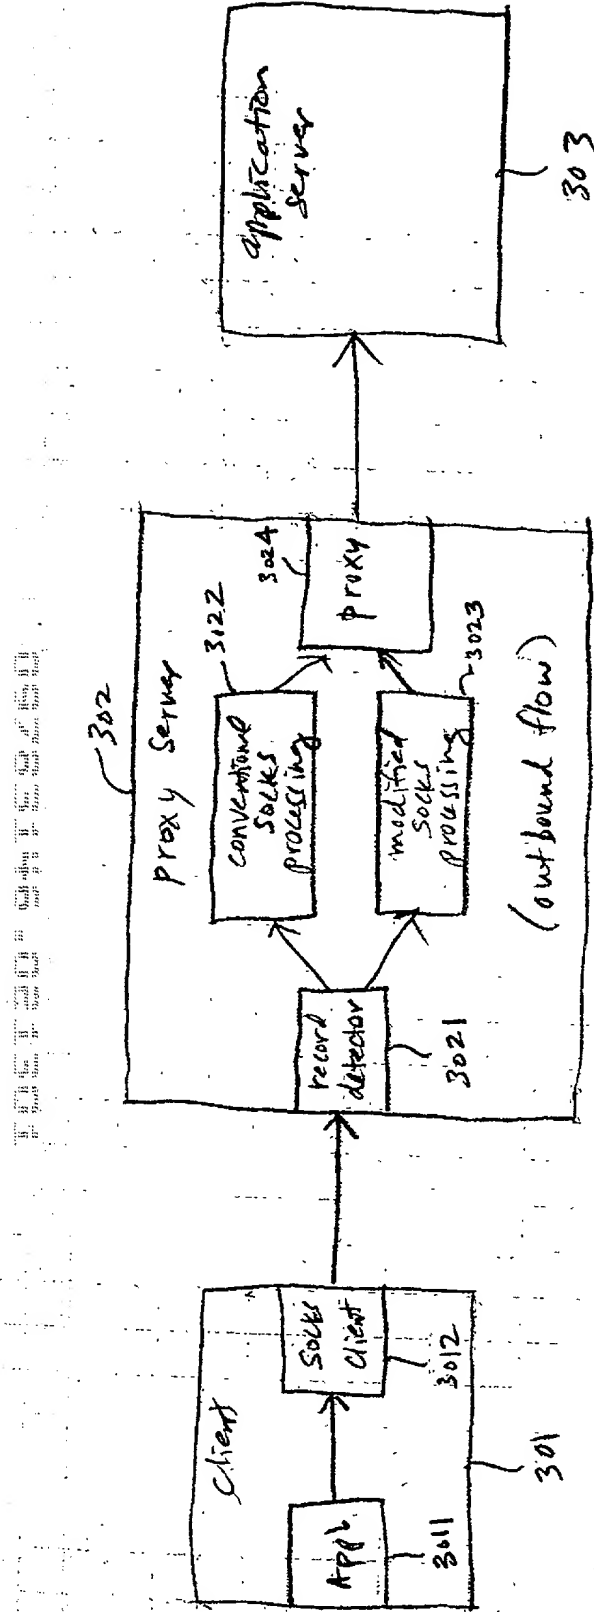 Client
Appl.
3011
Socks
Client
3012
301
302
Proxy Server
record
detector
3021
conventional
Socks
processing
3122
modified
Socks
processing
3023
3024
proxy
(outbound flow)
application
server
303